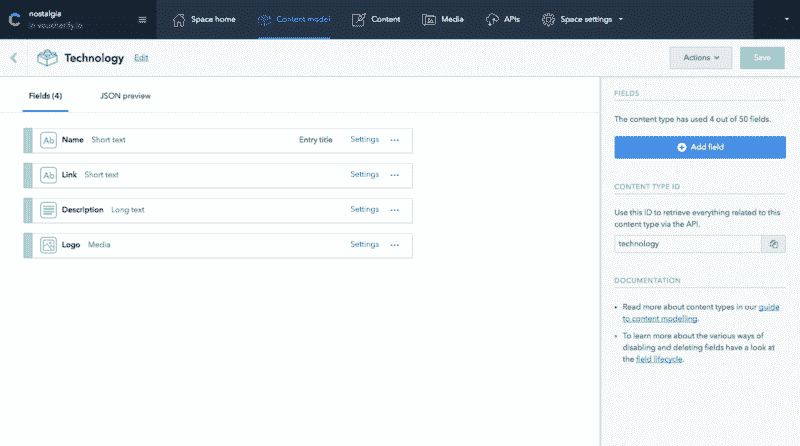 nostalgia
in voucherify.io
Space home
Content model
Content
Media
APIs
Space settings
Technology Edit
Actions
Save
Fields (4)
JSON preview
Ab Name Short text Entry title Settings ...
Ab Link Short text Settings ...
Description Long text Settings ...
Logo Media Settings ...
FIELDS
The content type has used 4 out of 50 fields.
Add field
CONTENT TYPE ID
Use this ID to retrieve everything related to this
content type via the API.
technology
DOCUMENTATION
• Read more about content types in our guide
to content modelling.
• To learn more about the various ways of
disabling and deleting fields have a look at
the field lifecycle.